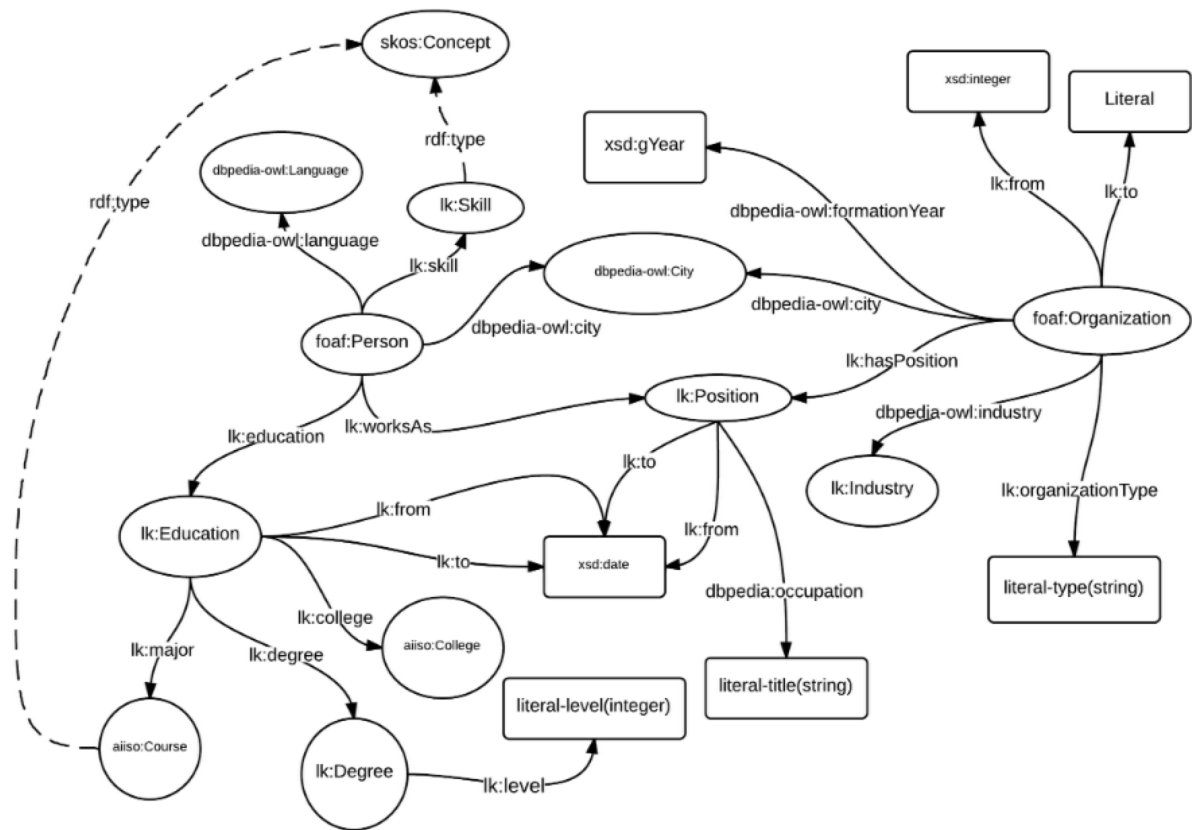 skos:Concept
xsd:integer
Literal
xsd:gYear
rdf:type
dbpedia-owl:Language
rdf:type
lk:Skill
lk:from
lk:to
dbpedia-owl:formationYear
dbpedia-owl:language
lk:skill
dbpedia-owl:City
dbpedia-owl:city
dbpedia-owl:city
foaf:Person
foaf:Organization
lk:hasPosition
lk:Position
lk:worksAs
lk:education
dbpedia-owl:industry
lk:to
lk:Industry
lk:organizationType
lk:from
lk:from
lk:Education
lk:to
xsd:date
literal-type(string)
dbpedia:occupation
lk:college
aiiso:College
lk:major
lk:degree
literal-title(string)
literal-level(integer)
aiiso:Course
lk:Degree
lk:level